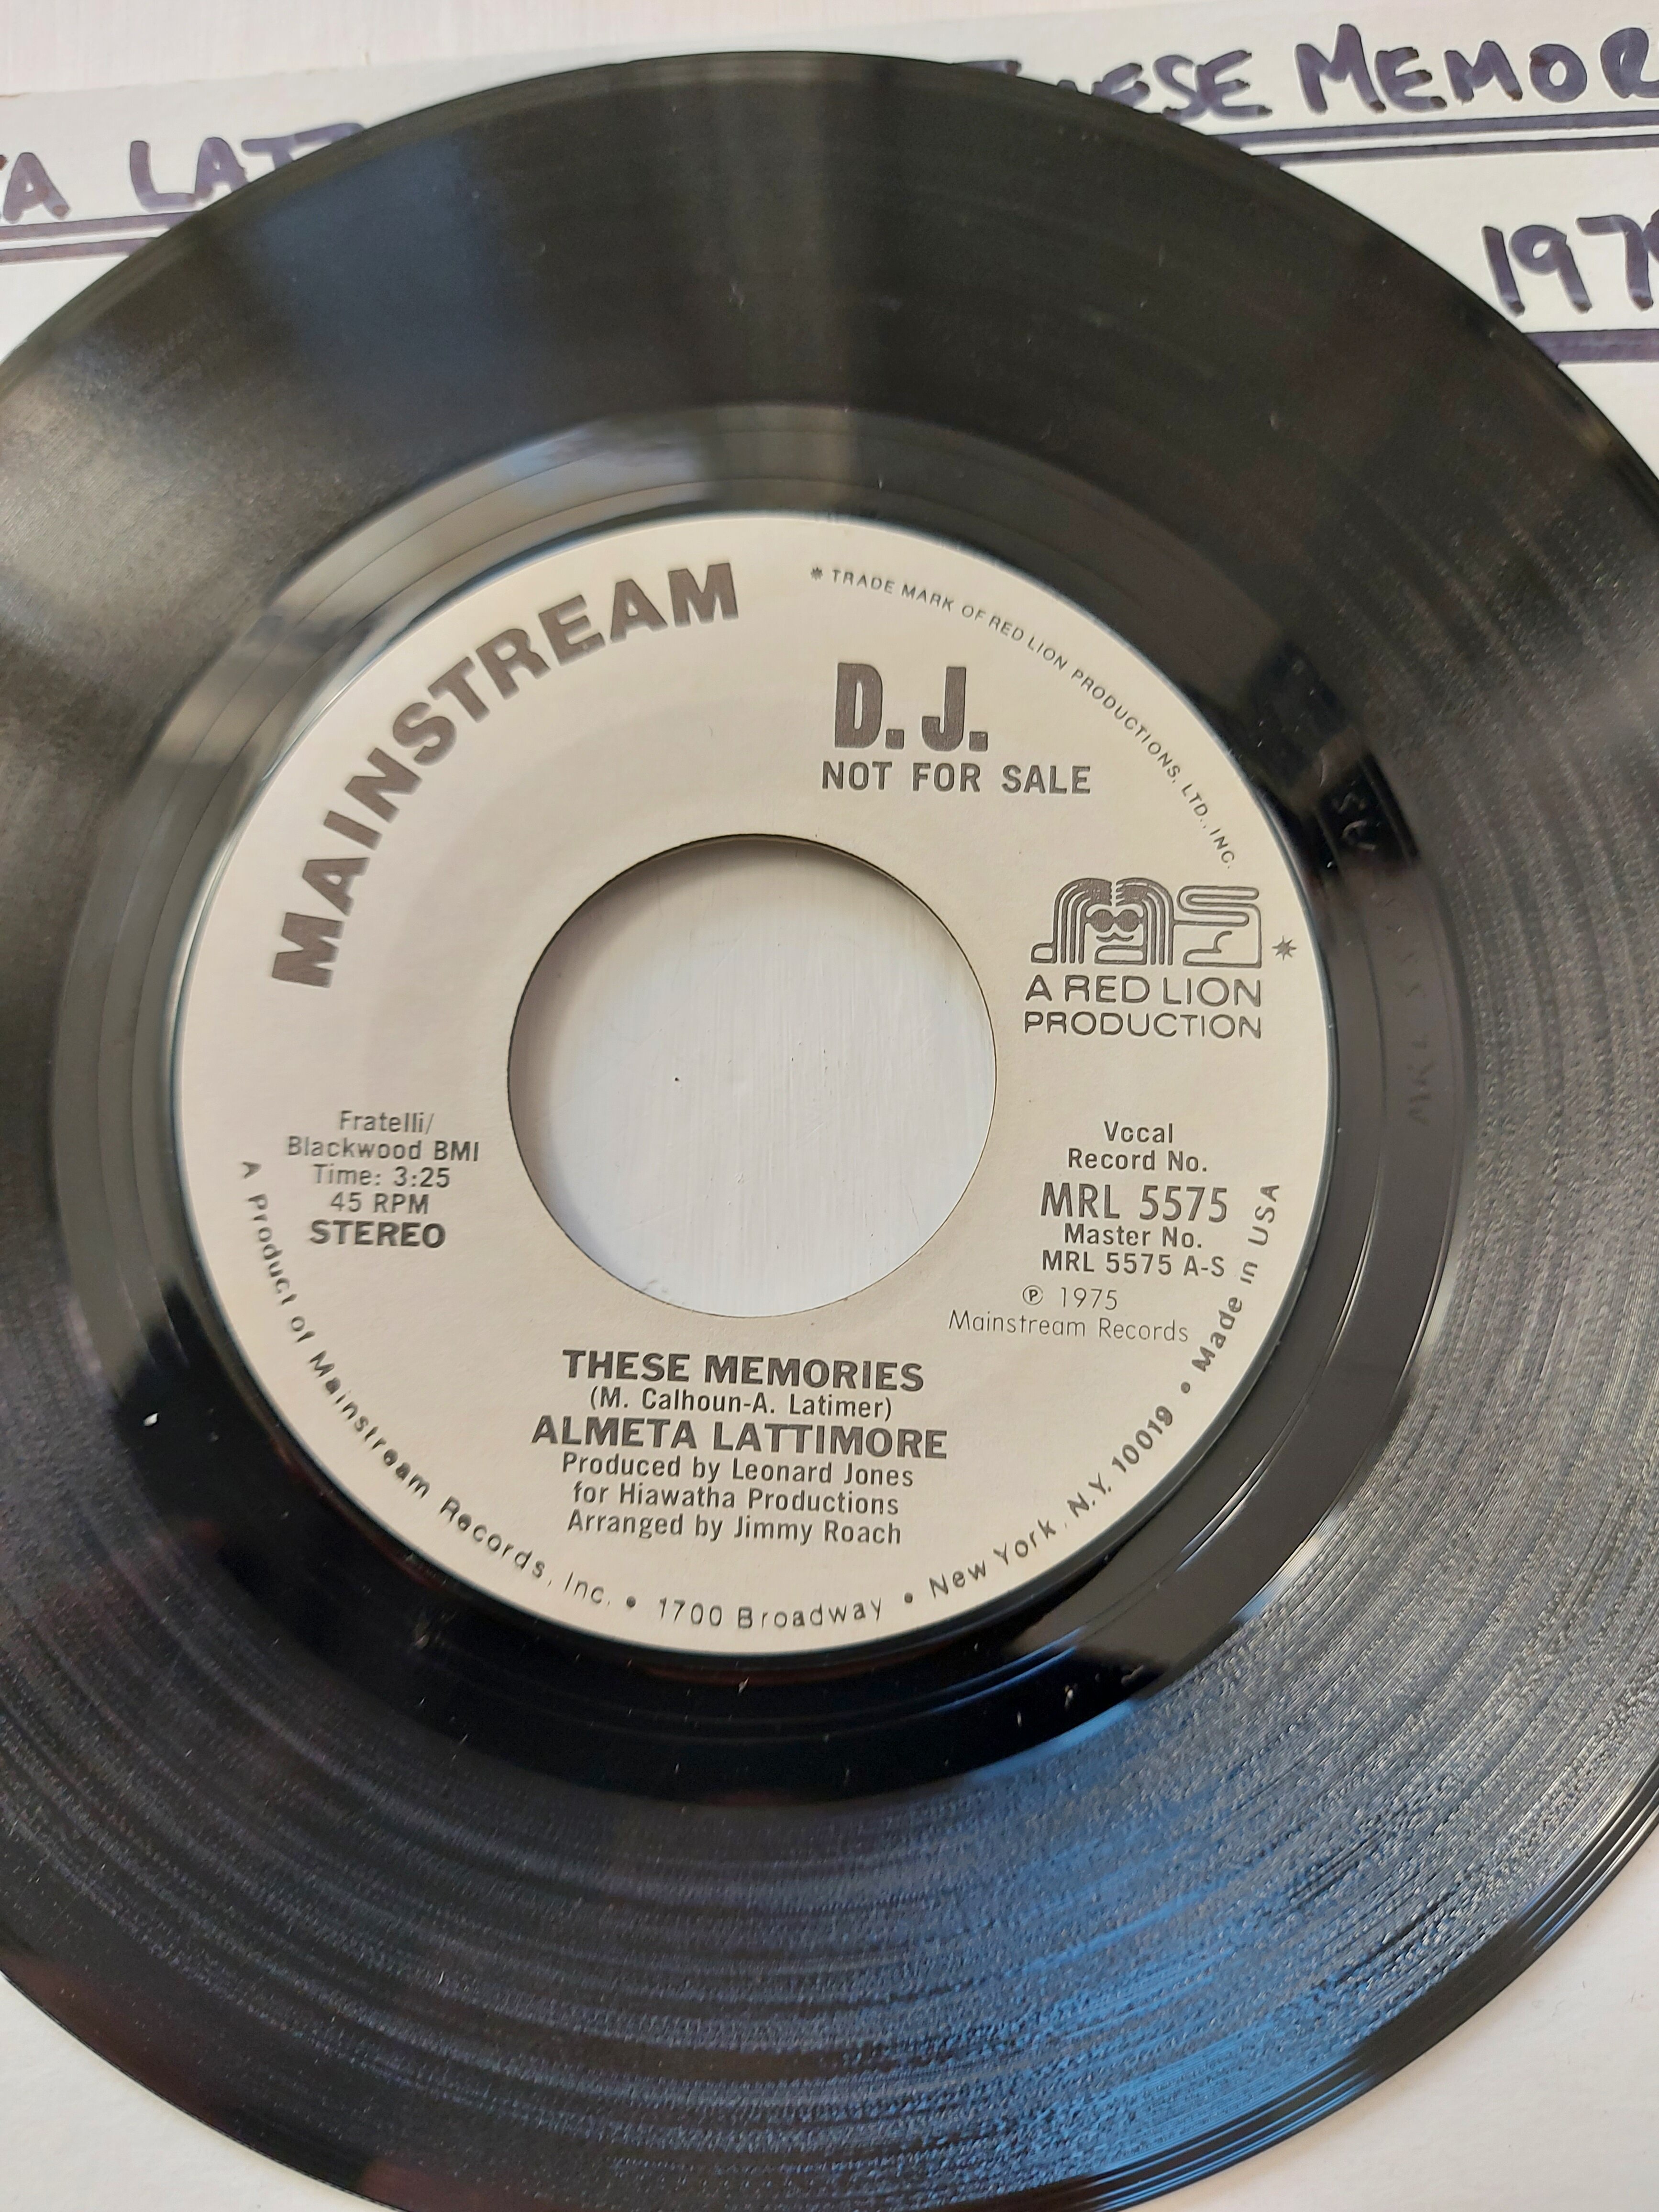 THESE MEMOR
TA LAT
197
MAINSTREAM
* TRADE MARK OF RED LION PRODUCTIONS, LTD., INC.
D.J.
NOT FOR SALE
*
A RED LION
PRODUCTION
Fratelli/
Blackwood BMI
Time: 3:25
45 RPM
STEREO
Vocal
Record No.
MRL 5575
Master No.
MRL 5575 A-S
℗ 1975
Mainstream Records
THESE MEMORIES
(M. Calhoun-A. Latimer)
ALMETA LATTIMORE
Produced by Leonard Jones
for Hiawatha Productions
Arranged by Jimmy Roach
A Product of Mainstream Records, Inc. • 1700 Broadway • New York, N.Y. 10019 • Made in USA